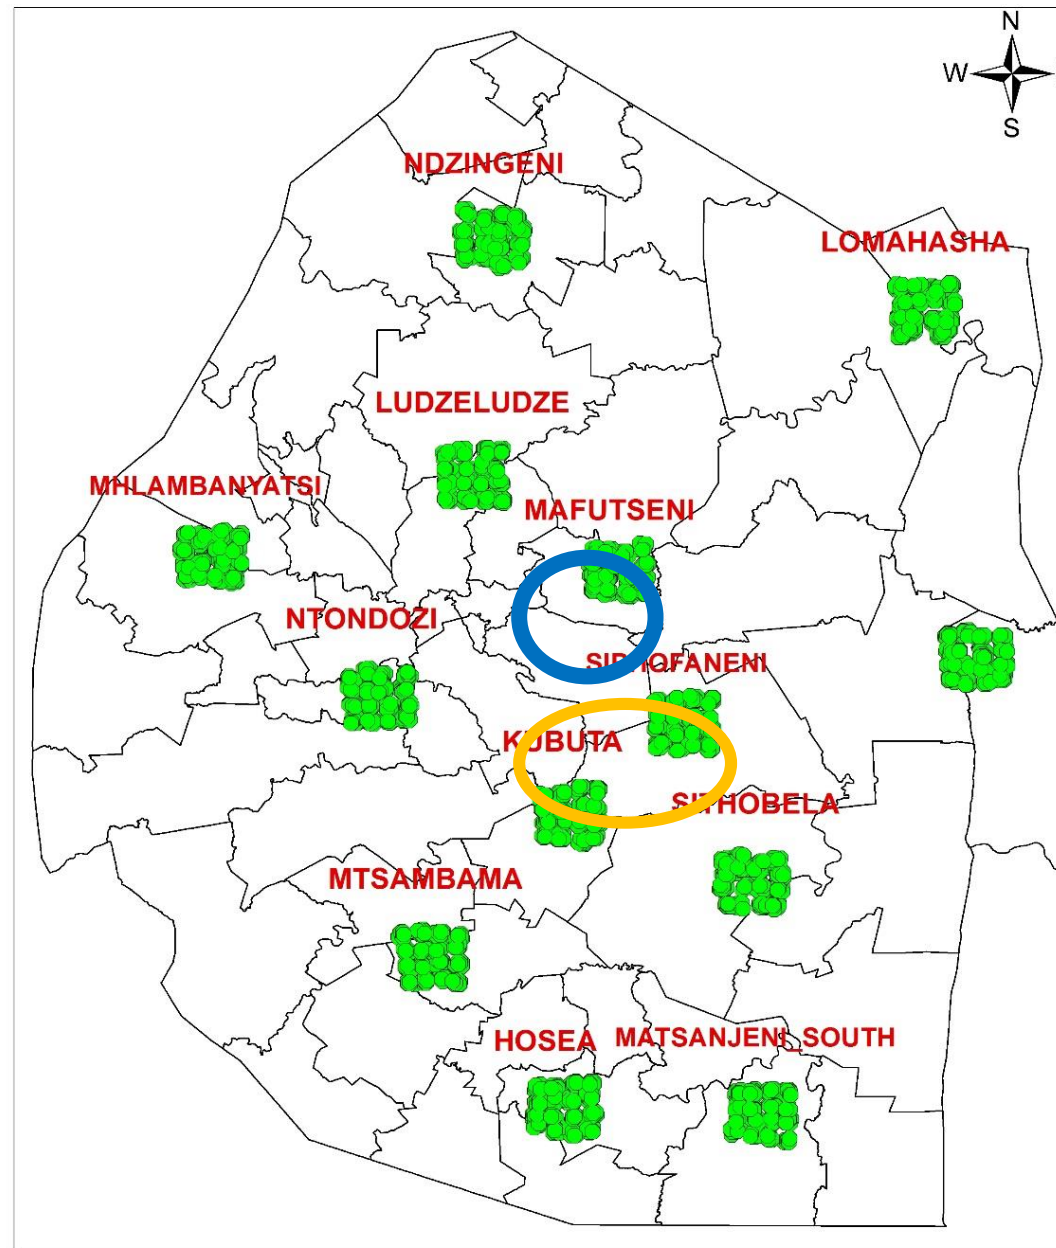 N
W
S
NDZINGENI
LOMAHASHA
LUDZELUDZE
MHLAMBANYATSI
MAFUTSENI
NTONDOZI
SIPHOFANENI
KUBUTA
SITHOBELA
MTSAMBAMA
HOSEA
MATSANJENI_SOUTH